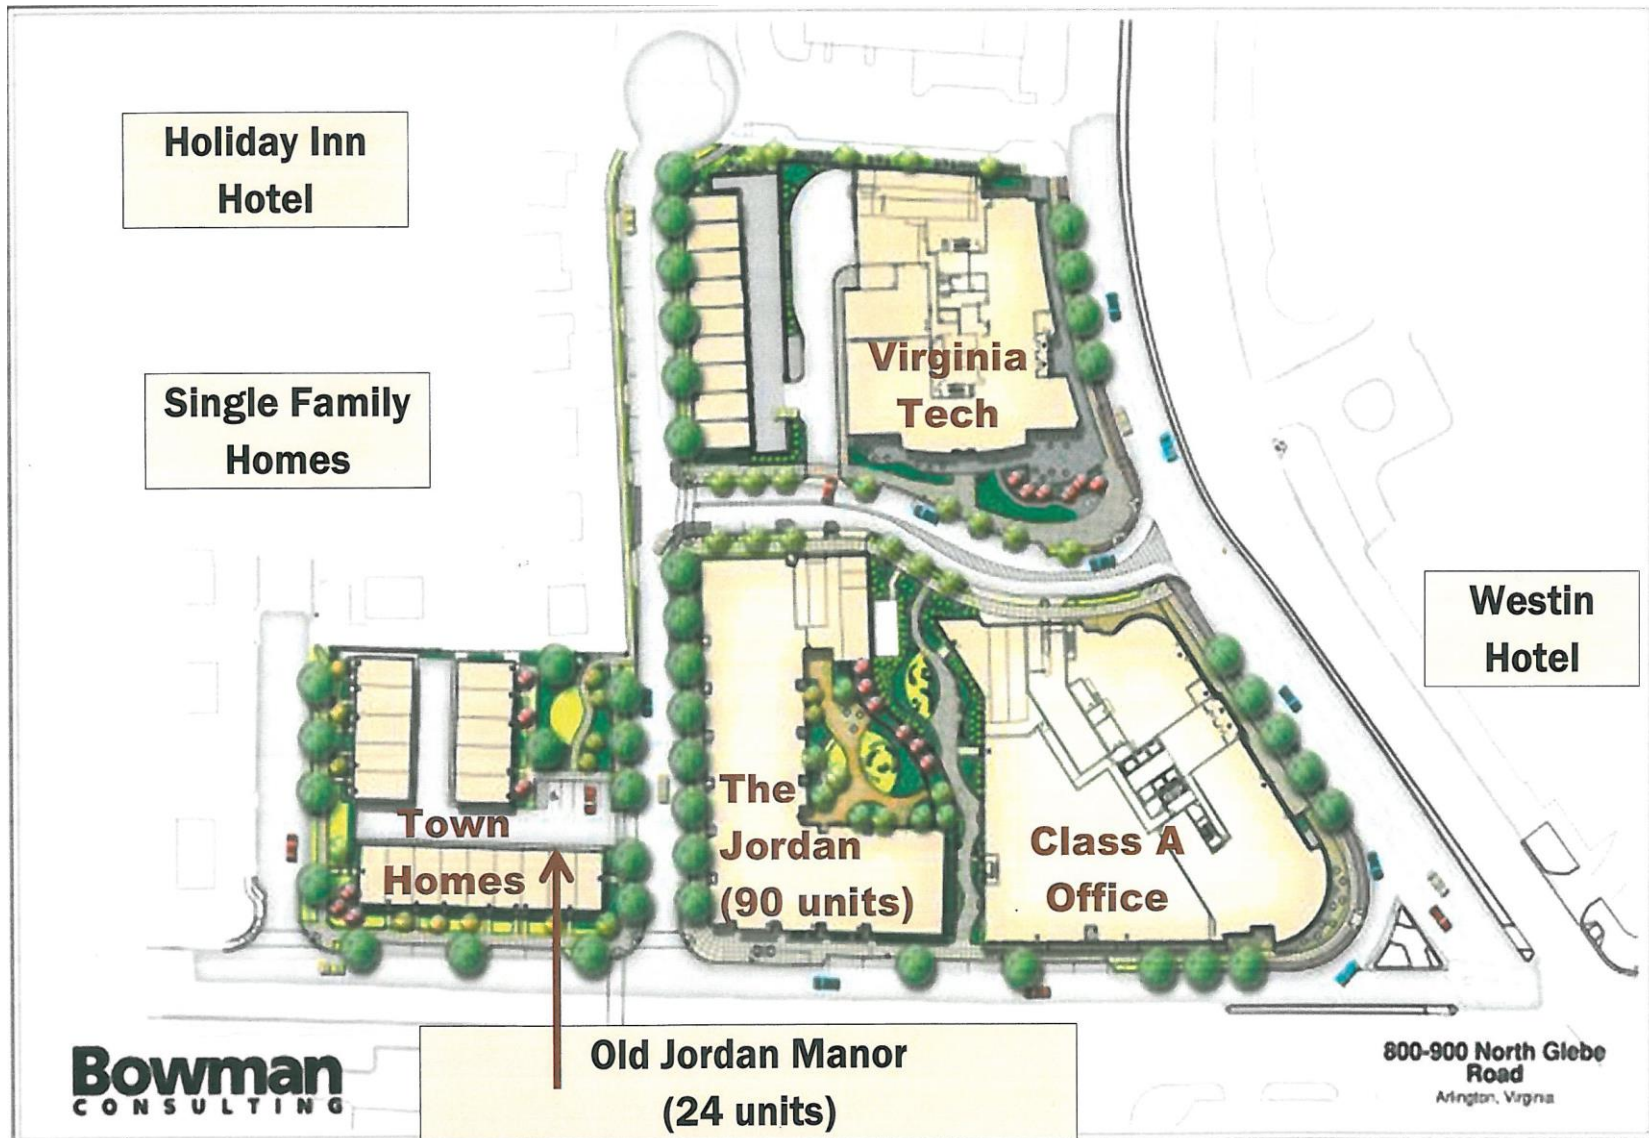 Holiday Inn
Hotel
Single Family
Homes
Virginia
Tech
Westin
Hotel
Town
Homes
The
Jordan
(90 units)
Class A
Office
Old Jordan Manor
(24 units)
Bowman
CONSULTING
800-900 North Glebe
Road
Arlington, Virginia